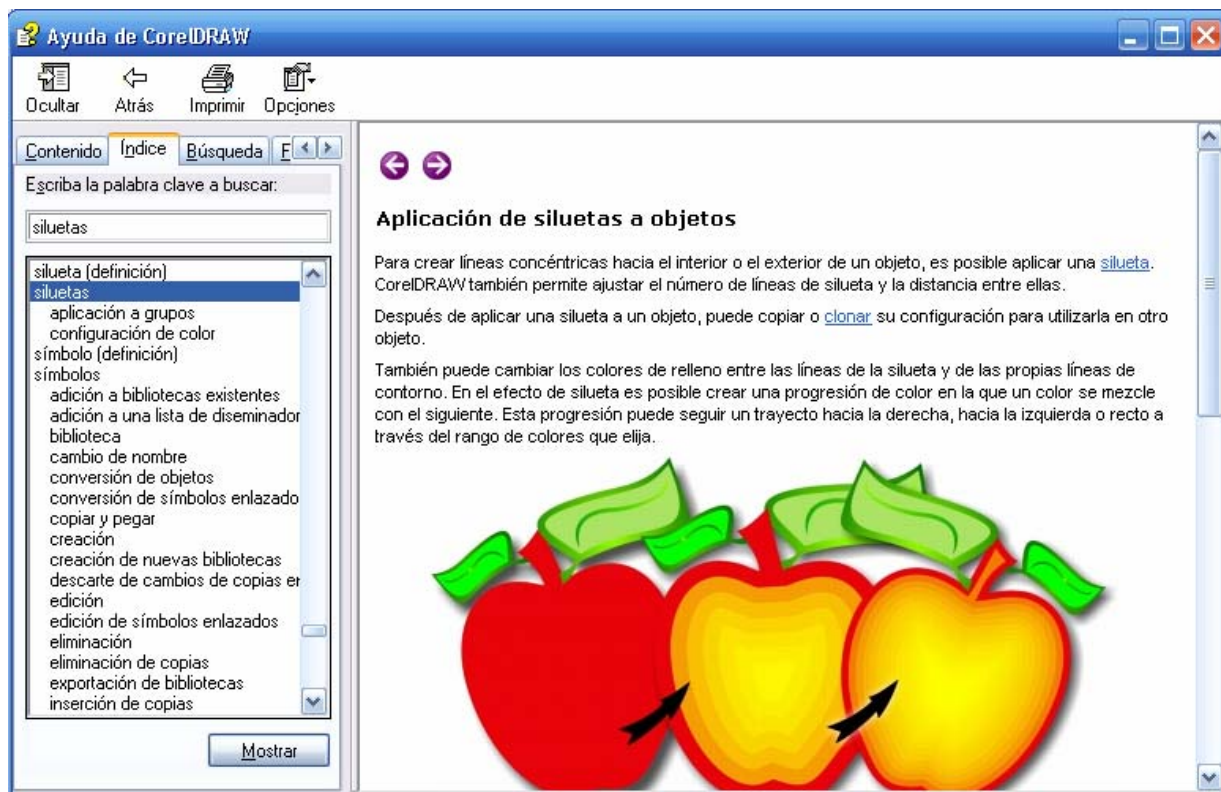 Ayuda de CorelDRAW
Ocultar Atrás Imprimir Opciones
Contenido Índice Búsqueda F
Escriba la palabra clave a buscar:
siluetas
silueta (definición)
siluetas
aplicación a grupos
configuración de color
símbolo (definición)
símbolos
adición a bibliotecas existentes
adición a una lista de diseminador
biblioteca
cambio de nombre
conversión de objetos
conversión de símbolos enlazado
copiar y pegar
creación
creación de nuevas bibliotecas
descarte de cambios de copias er
edición
edición de símbolos enlazados
eliminación
eliminación de copias
exportación de bibliotecas
inserción de copias
Mostrar
Aplicación de siluetas a objetos
Para crear líneas concéntricas hacia el interior o el exterior de un objeto, es posible aplicar una silueta.
CorelDRAW también permite ajustar el número de líneas de silueta y la distancia entre ellas.
Después de aplicar una silueta a un objeto, puede copiar o clonar su configuración para utilizarla en otro
objeto.
También puede cambiar los colores de relleno entre las líneas de la silueta y de las propias líneas de
contorno. En el efecto de silueta es posible crear una progresión de color en la que un color se mezcle
con el siguiente. Esta progresión puede seguir un trayecto hacia la derecha, hacia la izquierda o recto a
través del rango de colores que elija.